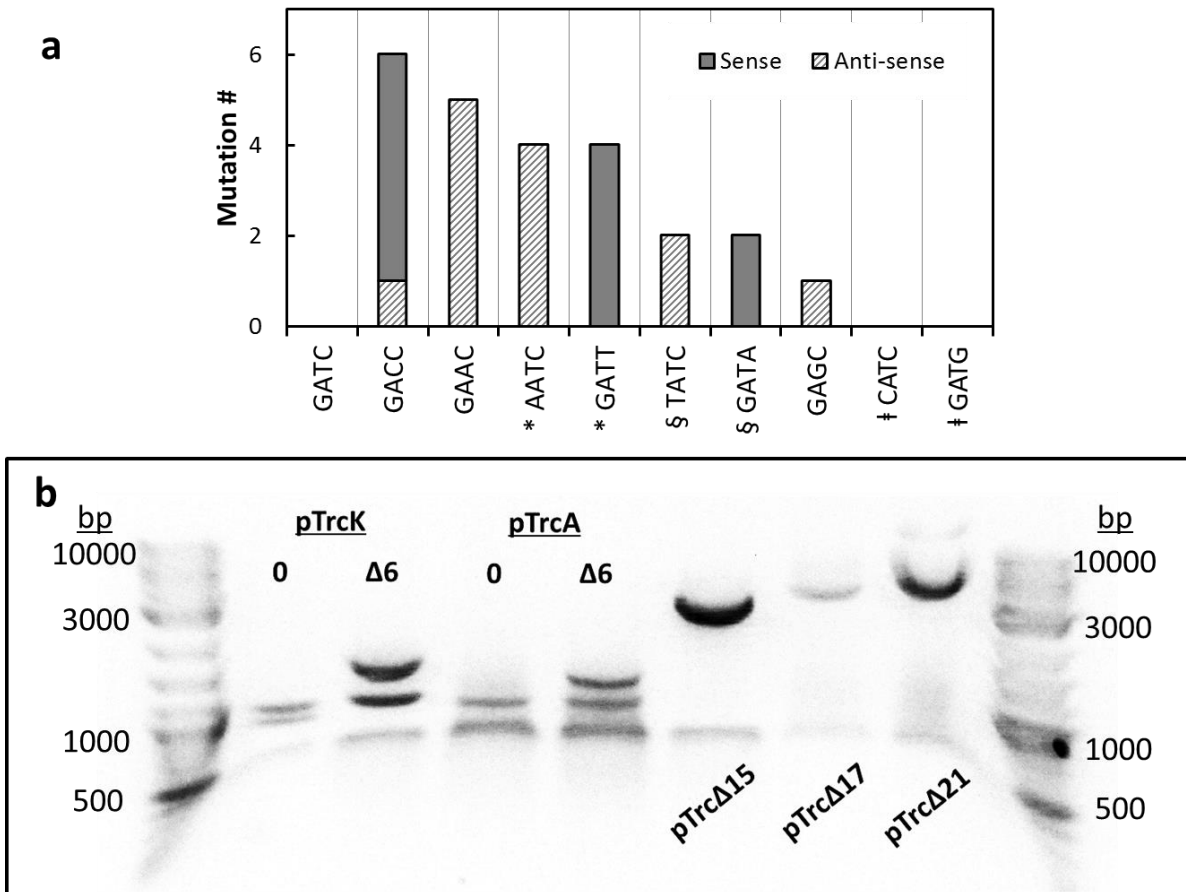 a
Mutation #
6
4
2
0
Sense Anti-sense
GATC
GACC
GAAC
* AATC
* GATT
§ TATC
§ GATA
GAGC
ǂ CATC
ǂ GATG
b
bp
10000
3000
1000
500
pTrcK
0 Δ6
pTrcA
0 Δ6
pTrcΔ15
pTrcΔ17
pTrcΔ21
bp
10000
3000
1000
500